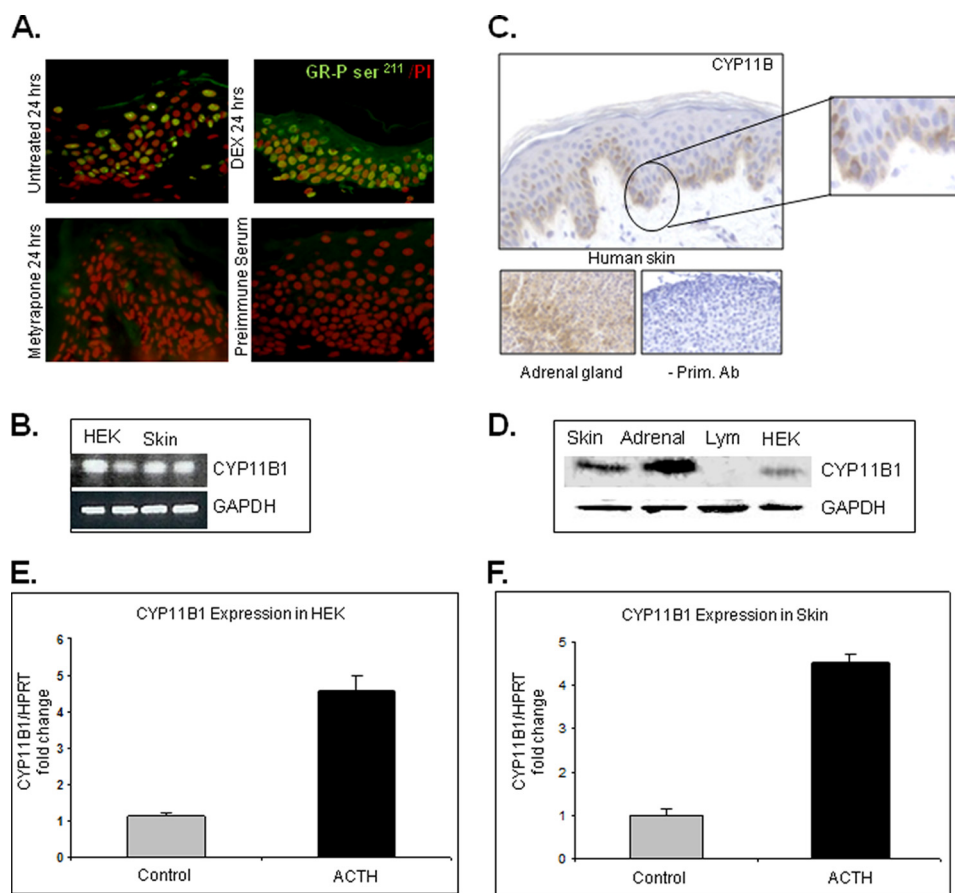 A.
GR-P ser 211 /PI
Untreated 24 hrs
DEX 24 hrs
Metyrapone 24 hrs
Preimmune Serum
B.
HEK Skin
CYP11B1
GAPDH
C.
CYP11B
Human skin
Adrenal gland
- Prim. Ab
D.
Skin Adrenal Lym HEK
CYP11B1
GAPDH
E.
CYP11B1 Expression in HEK
CYP11B1/HPRT
fold change
6
5
4
3
2
1
0
Control
ACTH
F.
CYP11B1 Expression in Skin
CYP11B1/HPRT
fold change
5
4
3
2
1
0
Control
ACTH